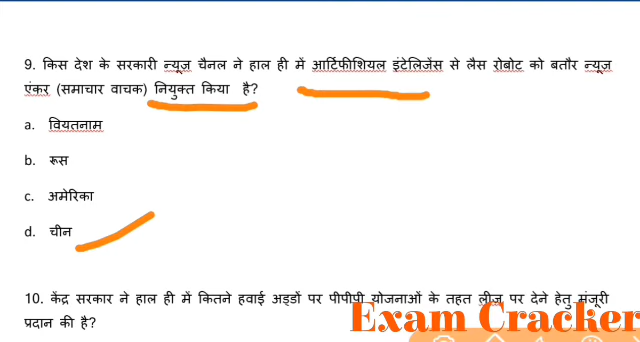 9. किस देश के सरकारी न्यूज़ चैनल ने हाल ही में आर्टिफीशियल इंटेलिजेंस से लैस रोबोट को बतौर न्यूज़
एंकर (समाचार वाचक) नियुक्त किया है?
a. वियतनाम
b. रूस
c. अमेरिका
d. चीन
10. केंद्र सरकार ने हाल ही में कितने हवाई अड्डों पर पीपीपी योजनाओं के तहत लीज़ पर देने हेतु मंजूरी
प्रदान की है?
Exam Cracker